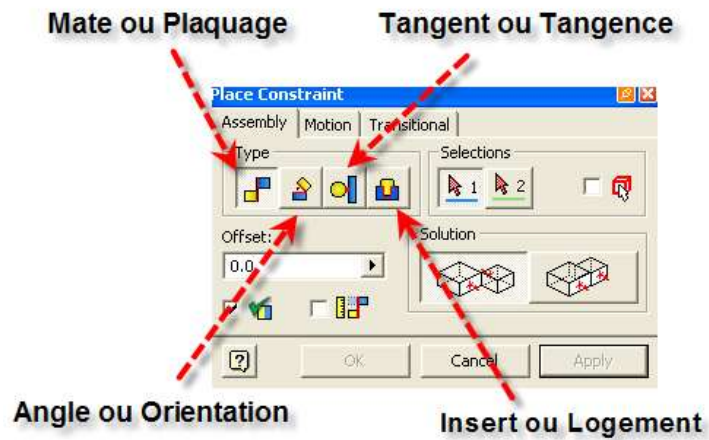 Mate ou Plaquage
Tangent ou Tangence
Place Constraint
Assembly Motion Transitional
Type
Selections
1 2
Offset:
Solution
0.0
OK Cancel Apply
Angle ou Orientation
Insert ou Logement